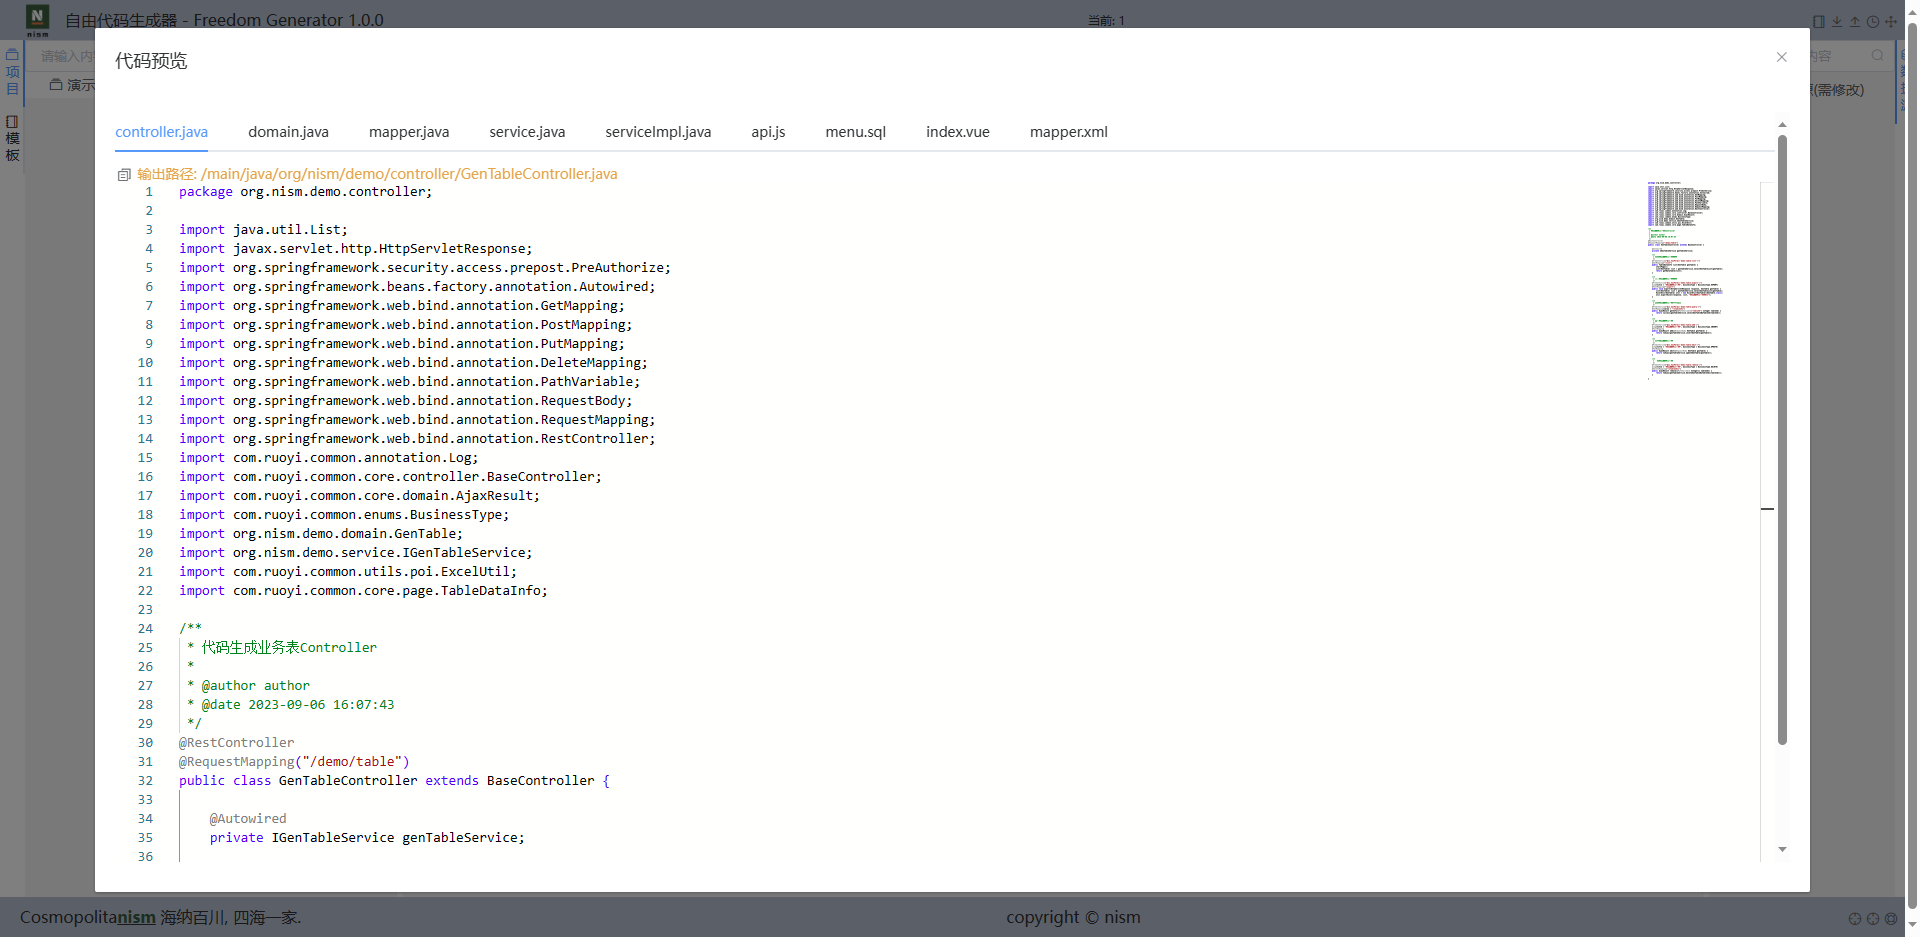 自由代码生成器 - Freedom Generator 1.0.0
当前: 1
nism
项目
模板
请输入内
演示
内容
(需修改)
代码预览
controller.java domain.java mapper.java service.java serviceImpl.java api.js menu.sql index.vue mapper.xml
输出路径: /main/java/org/nism/demo/controller/GenTableController.java
1 package org.nism.demo.controller;
2
3 import java.util.List;
4 import javax.servlet.http.HttpServletResponse;
5 import org.springframework.security.access.prepost.PreAuthorize;
6 import org.springframework.beans.factory.annotation.Autowired;
7 import org.springframework.web.bind.annotation.GetMapping;
8 import org.springframework.web.bind.annotation.PostMapping;
9 import org.springframework.web.bind.annotation.PutMapping;
10 import org.springframework.web.bind.annotation.DeleteMapping;
11 import org.springframework.web.bind.annotation.PathVariable;
12 import org.springframework.web.bind.annotation.RequestBody;
13 import org.springframework.web.bind.annotation.RequestMapping;
14 import org.springframework.web.bind.annotation.RestController;
15 import com.ruoyi.common.annotation.Log;
16 import com.ruoyi.common.core.controller.BaseController;
17 import com.ruoyi.common.core.domain.AjaxResult;
18 import com.ruoyi.common.enums.BusinessType;
19 import org.nism.demo.domain.GenTable;
20 import org.nism.demo.service.IGenTableService;
21 import com.ruoyi.common.utils.poi.ExcelUtil;
22 import com.ruoyi.common.core.page.TableDataInfo;
23
24 /**
25 * 代码生成业务表Controller
26 *
27 * @author author
28 * @date 2023-09-06 16:07:43
29 */
30 @RestController
31 @RequestMapping("/demo/table")
32 public class GenTableController extends BaseController {
33
34 @Autowired
35 private IGenTableService genTableService;
36
Cosmopolitanism 海纳百川, 四海一家.
copyright © nism